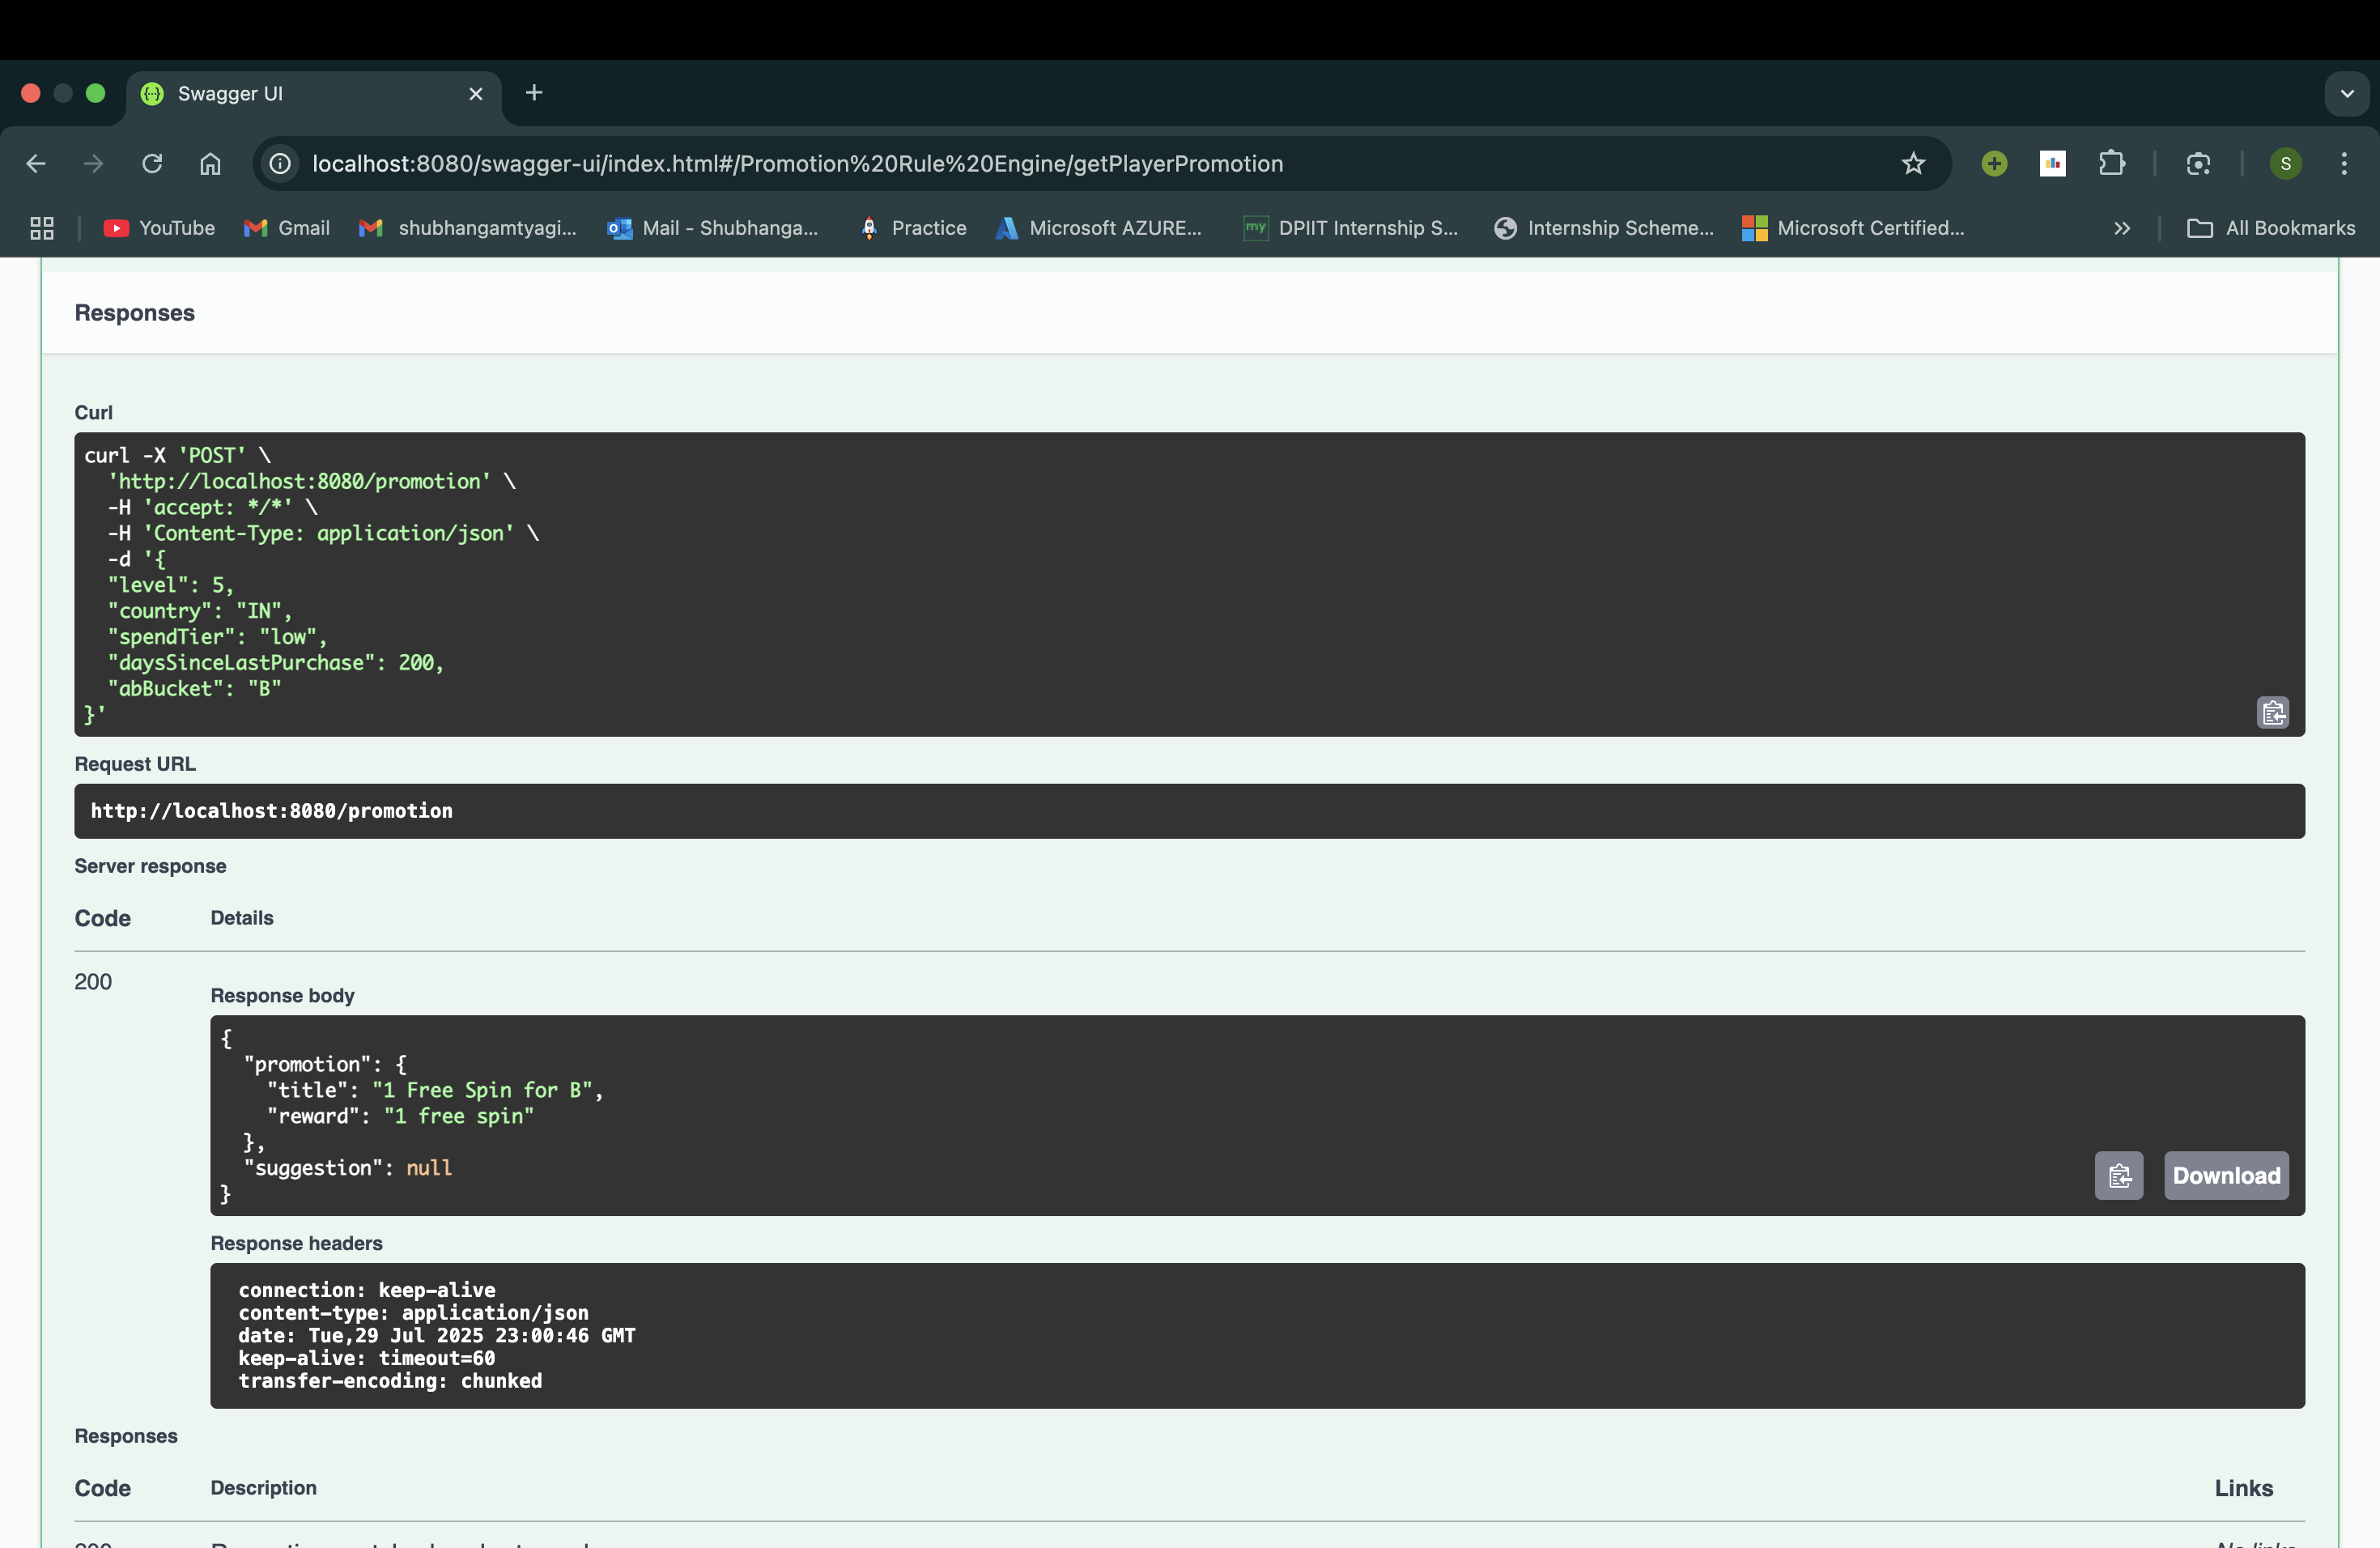 Swagger UI
localhost:8080/swagger-ui/index.html#/Promotion%20Rule%20Engine/getPlayerPromotion
S
YouTube Gmail shubhangamtyagi... Mail - Shubhanga... Practice Microsoft AZURE... my DPIIT Internship S... Internship Scheme... Microsoft Certified... » All Bookmarks
Responses
Curl
curl -X 'POST' \
'http://localhost:8080/promotion' \
-H 'accept: */*' \
-H 'Content-Type: application/json' \
-d '{
"level": 5,
"country": "IN",
"spendTier": "low",
"daysSinceLastPurchase": 200,
"abBucket": "B"
}'
Request URL
http://localhost:8080/promotion
Server response
Code Details
200
Response body
{
"promotion": {
"title": "1 Free Spin for B",
"reward": "1 free spin"
},
"suggestion": null
}
Download
Response headers
connection: keep-alive
content-type: application/json
date: Tue,29 Jul 2025 23:00:46 GMT
keep-alive: timeout=60
transfer-encoding: chunked
Responses
Code Description Links
200 No links